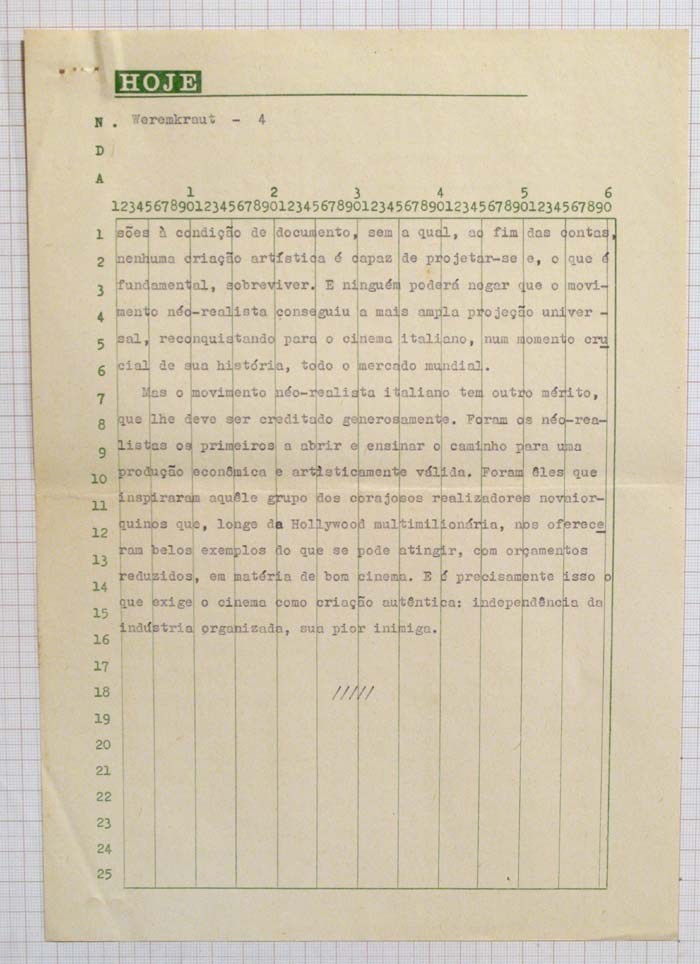 HOJE
N. Weremkraut - 4
D
A
1 2 3 4 5 6
123456789012345678901234567890123456789012345678901234567890
1 sões à condição de documento, sem a qual, ao fim das contas,
2 nenhuma criação artística é capaz de projetar-se e, o que é
3 fundamental, sobreviver. E ninguém poderá negar que o movi-
4 mento néo-realista conseguiu a mais ampla projeção univer -
5 sal, reconquistando para o cinema italiano, num momento cru
6 cial de sua história, todo o mercado mundial.
7 Mas o movimento néo-realista italiano tem outro mérito,
8 que lhe deve ser creditado generosamente. Foram os néo-rea-
9 listas os primeiros a abrir e ensinar o caminho para uma
10 produção econômica e artisticamente válida. Foram êles que
11 inspiraram aquêle grupo dos corajosos realizadores novaior-
12 quinos que, longe da Hollywood multimilionária, nos oferece
13 ram belos exemplos do que se pode atingir, com orçamentos
14 reduzidos, em matéria de bom cinema. E é precisamente isso o
15 que exige o cinema como criação autêntica: independência da
16 indústria organizada, sua pior inimiga.
17
18 /////
19
20
21
22
23
24
25